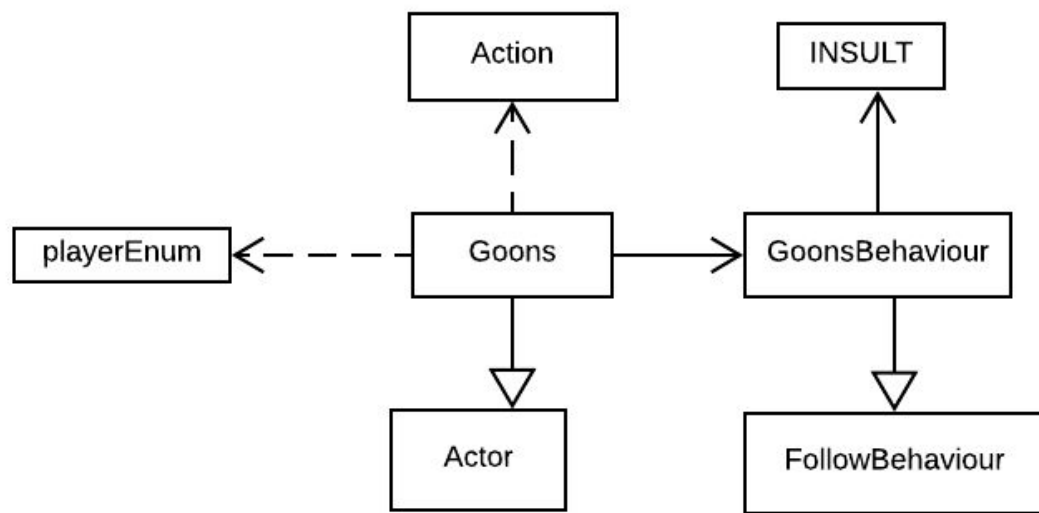 Action
INSULT
playerEnum
Goons
GoonsBehaviour
Actor
FollowBehaviour